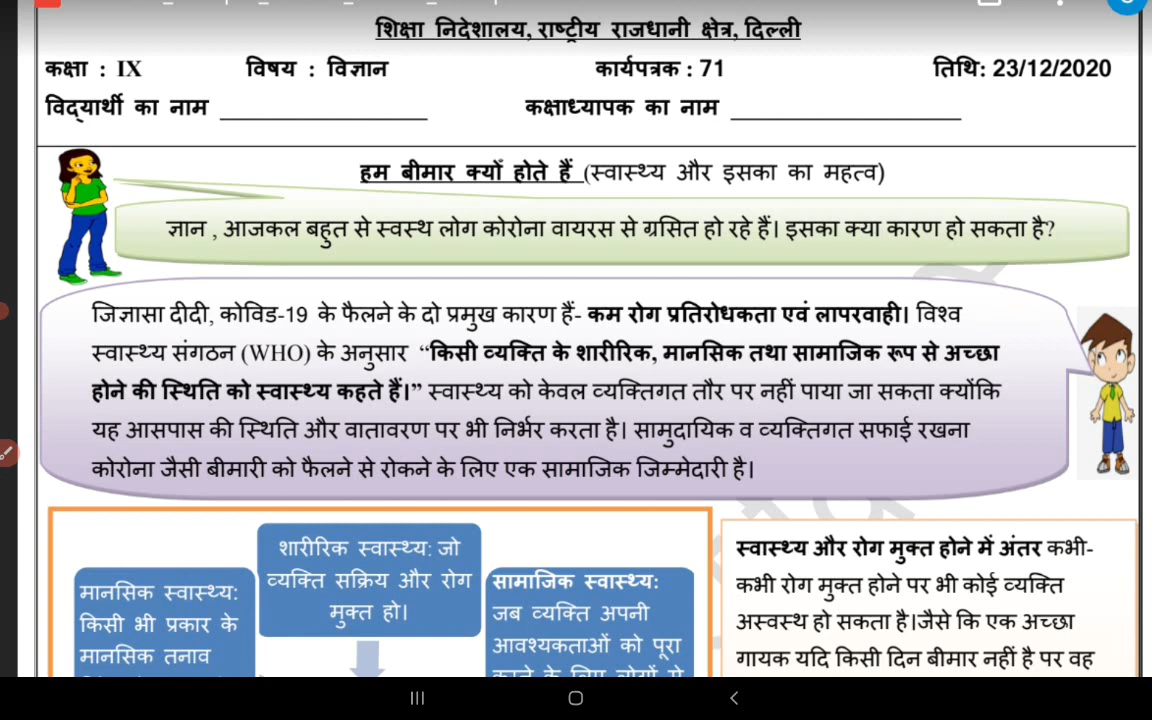 शिक्षा निदेशालय, राष्ट्रीय राजधानी क्षेत्र, दिल्ली
कक्षा : IX विषय : विज्ञान कार्यपत्रक : 71 तिथि: 23/12/2020
विद्यार्थी का नाम ____________________ कक्षाध्यापक का नाम ____________________
हम बीमार क्यों होते हैं (स्वास्थ्य और इसका का महत्व)
ज्ञान , आजकल बहुत से स्वस्थ लोग कोरोना वायरस से ग्रसित हो रहे हैं। इसका क्या कारण हो सकता है?
जिज्ञासा दीदी, कोविड-19 के फैलने के दो प्रमुख कारण हैं- कम रोग प्रतिरोधकता एवं लापरवाही। विश्व
स्वास्थ्य संगठन (WHO) के अनुसार “किसी व्यक्ति के शारीरिक, मानसिक तथा सामाजिक रूप से अच्छा
होने की स्थिति को स्वास्थ्य कहते हैं।” स्वास्थ्य को केवल व्यक्तिगत तौर पर नहीं पाया जा सकता क्योंकि
यह आसपास की स्थिति और वातावरण पर भी निर्भर करता है। सामुदायिक व व्यक्तिगत सफाई रखना
कोरोना जैसी बीमारी को फैलने से रोकने के लिए एक सामाजिक जिम्मेदारी है।
मानसिक स्वास्थ्य:
किसी भी प्रकार के
मानसिक तनाव
शारीरिक स्वास्थ्य: जो
व्यक्ति सक्रिय और रोग
मुक्त हो।
सामाजिक स्वास्थ्य:
जब व्यक्ति अपनी
आवश्यकताओं को पूरा
स्वास्थ्य और रोग मुक्त होने में अंतर कभी-
कभी रोग मुक्त होने पर भी कोई व्यक्ति
अस्वस्थ हो सकता है।जैसे कि एक अच्छा
गायक यदि किसी दिन बीमार नहीं है पर वह